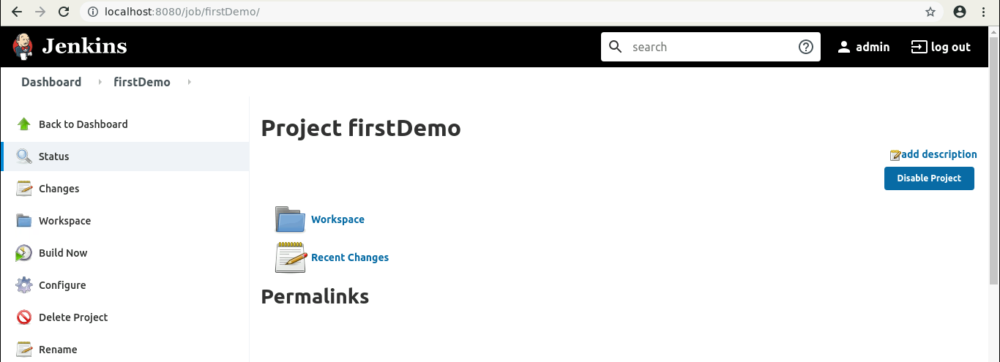 localhost:8080/job/firstDemo/
Jenkins
search
admin
log out
Dashboard
firstDemo
Back to Dashboard
Status
Changes
Workspace
Build Now
Configure
Delete Project
Rename
Project firstDemo
add description
Disable Project
Workspace
Recent Changes
Permalinks